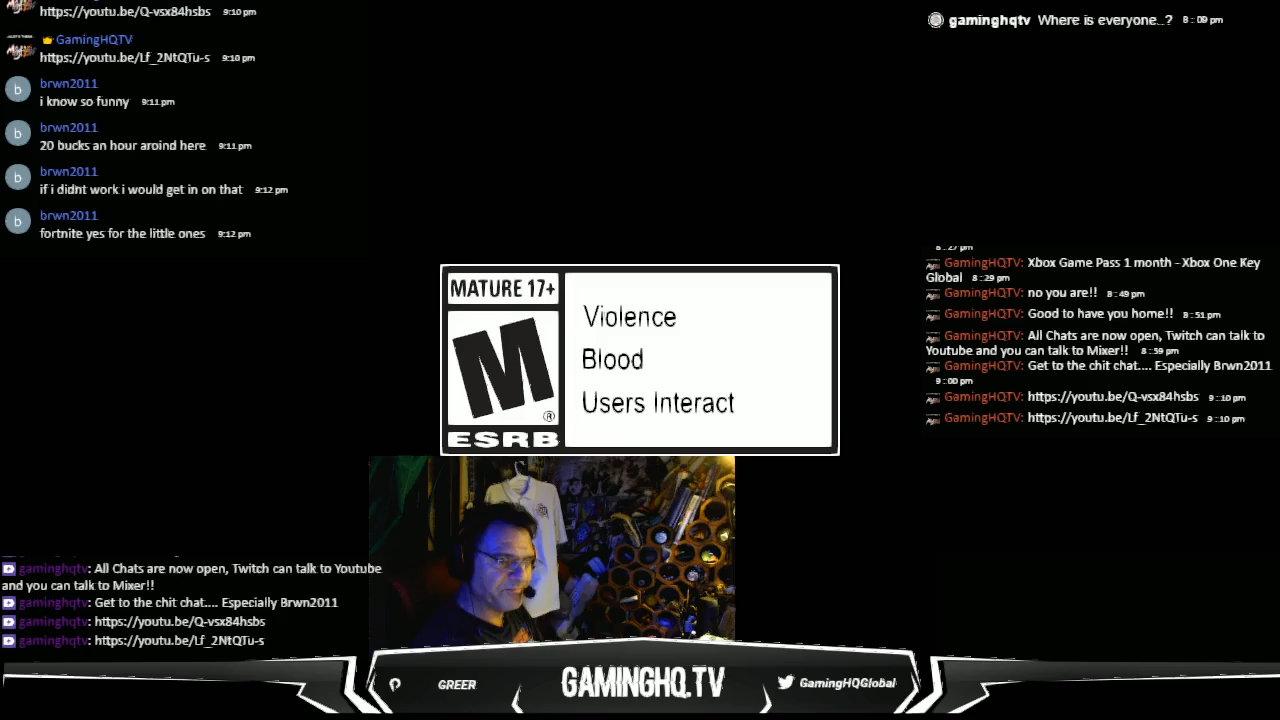 https://youtu.be/Q-vsx84hsbs 9:10 pm
GamingHQTV
https://youtu.be/Lf_2NtQTu-s 9:10 pm
b brwn2011
i know so funny 9:11 pm
b brwn2011
20 bucks an hour aroind here 9:11 pm
b brwn2011
if i didnt work i would get in on that 9:12 pm
b brwn2011
fortnite yes for the little ones 9:12 pm
gaminghqtv Where is everyone..? 8:09 pm
MATURE 17+
M
®
ESRB
Violence
Blood
Users Interact
8:27 pm
GamingHQTV: Xbox Game Pass 1 month - Xbox One Key
Global 8:29 pm
GamingHQTV: no you are!! 8:49 pm
GamingHQTV: Good to have you home!! 8:51 pm
GamingHQTV: All Chats are now open, Twitch can talk to
Youtube and you can talk to Mixer!! 8:59 pm
GamingHQTV: Get to the chit chat.... Especially Brwn2011
9:00 pm
GamingHQTV: https://youtu.be/Q-vsx84hsbs 9:10 pm
GamingHQTV: https://youtu.be/Lf_2NtQTu-s 9:10 pm
gaminghqtv: All Chats are now open, Twitch can talk to Youtube
and you can talk to Mixer!!
gaminghqtv: Get to the chit chat.... Especially Brwn2011
gaminghqtv: https://youtu.be/Q-vsx84hsbs
gaminghqtv: https://youtu.be/Lf_2NtQTu-s
GREER
GAMINGHQ.TV
GamingHQGlobal